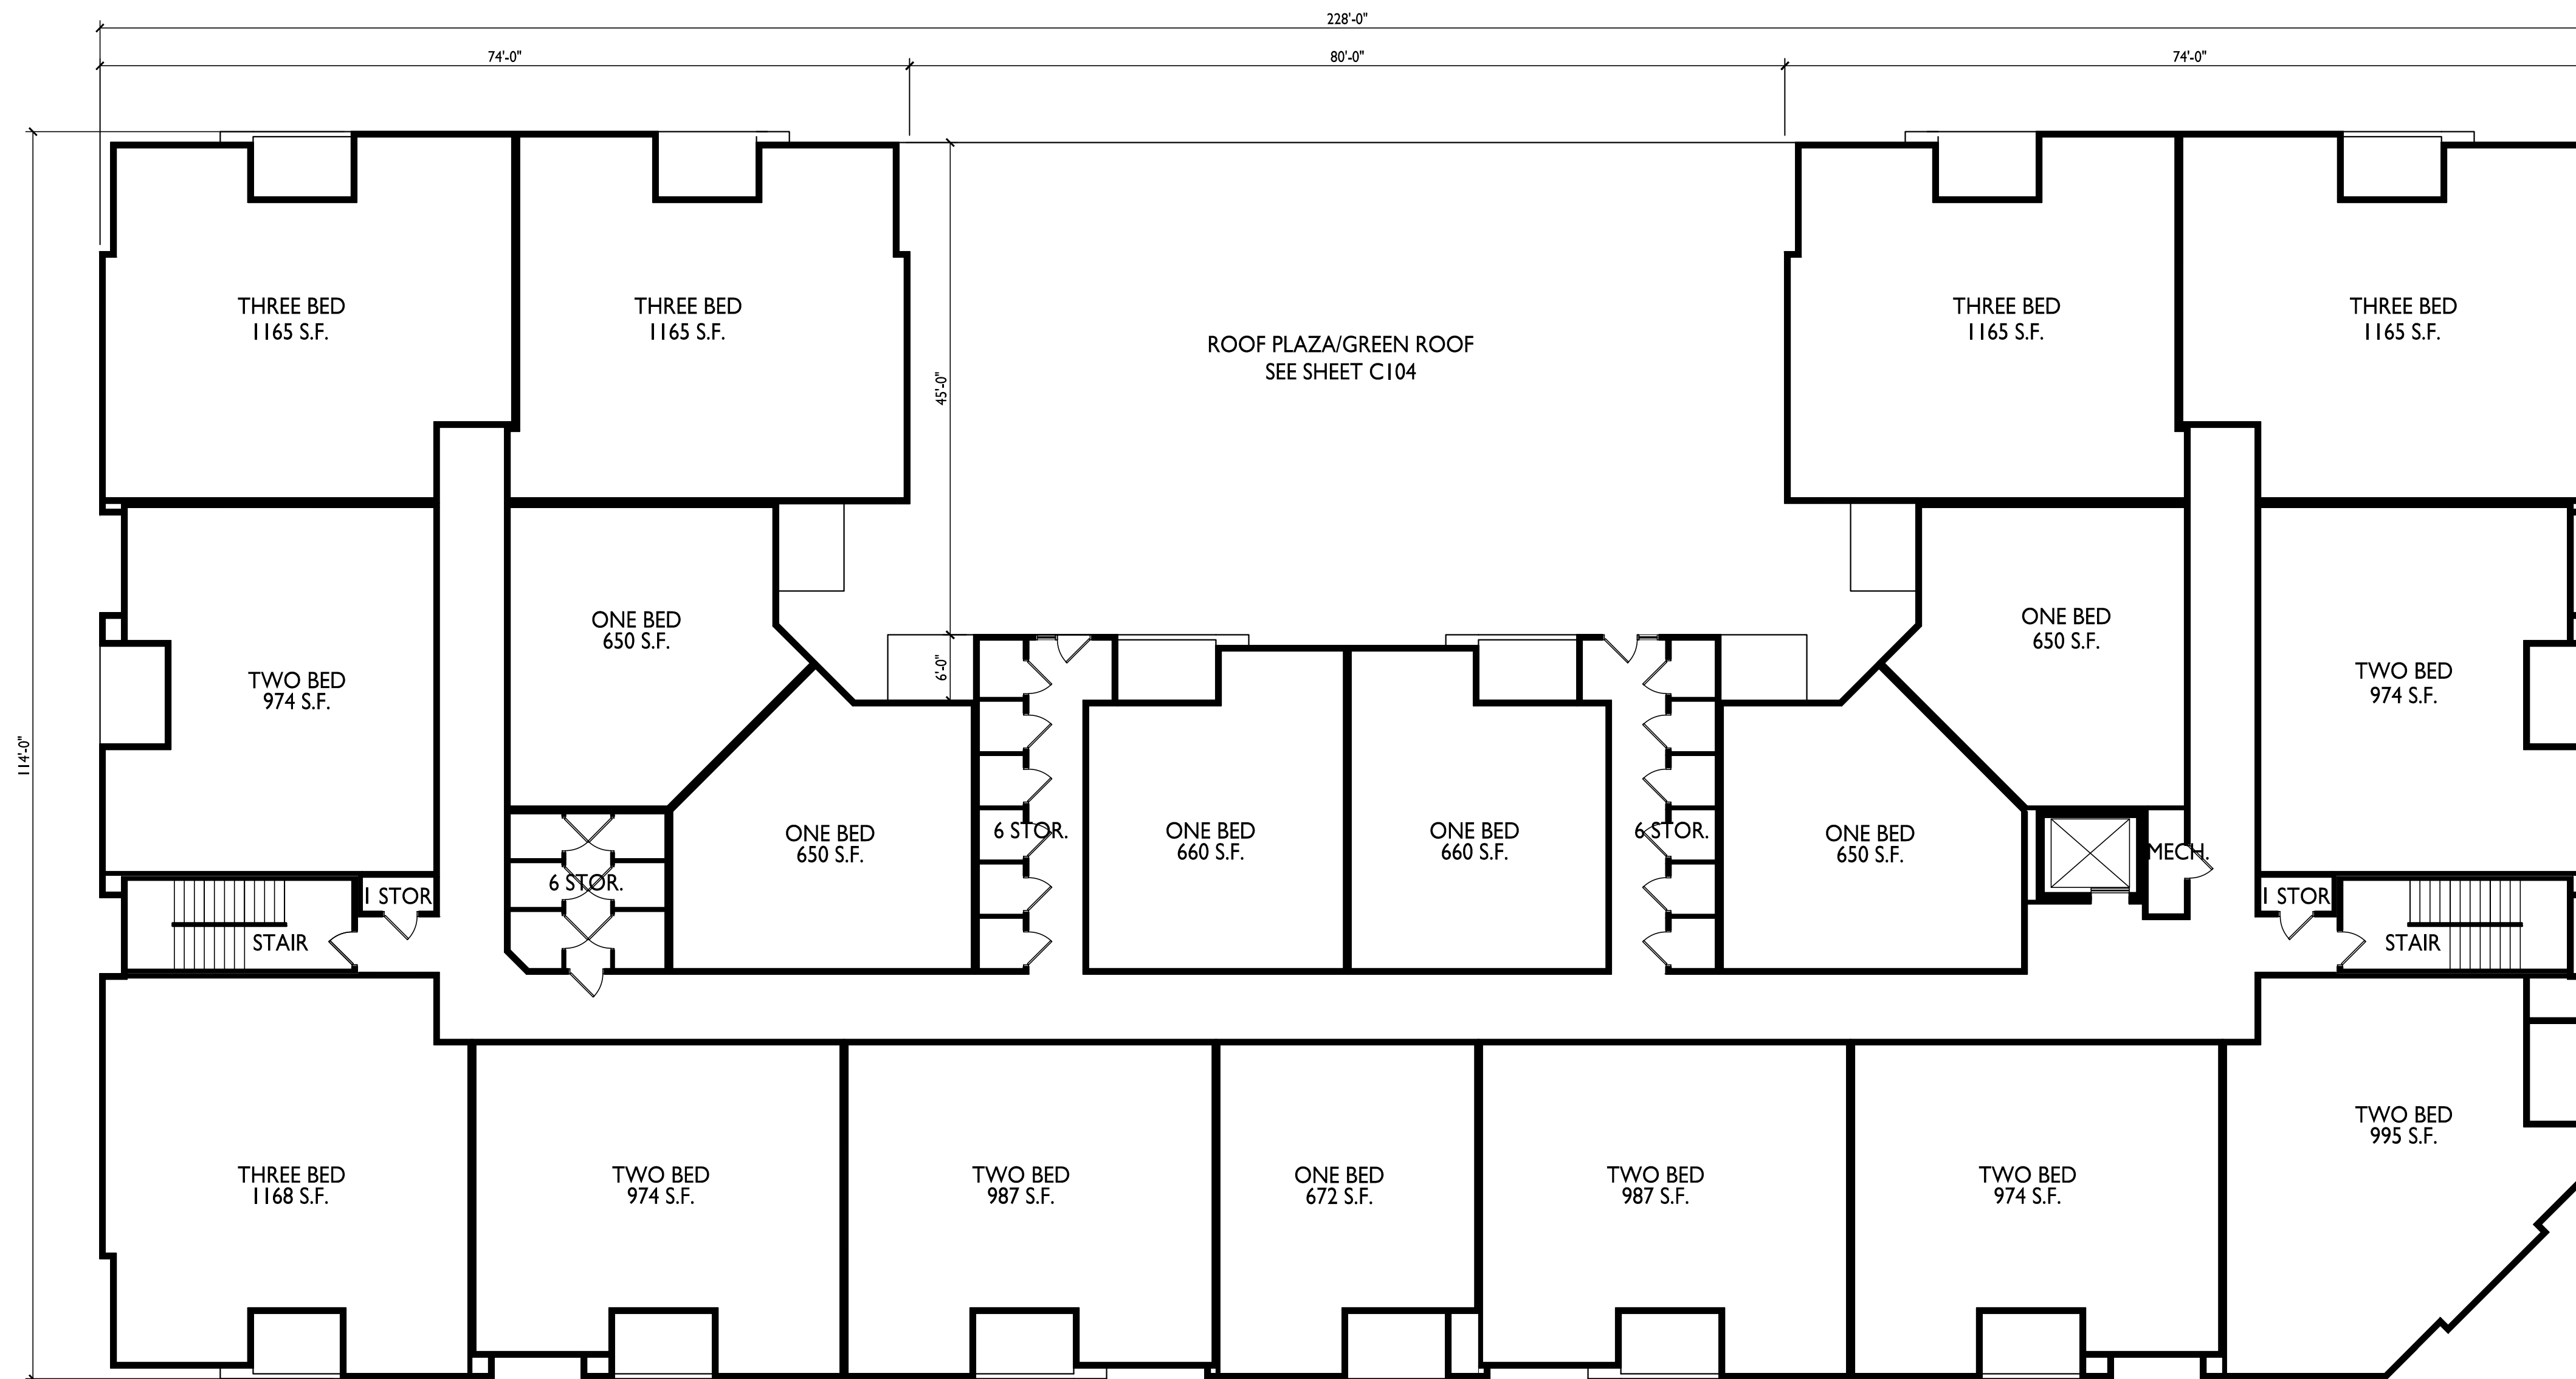 228'-0"
74'-0"
80'-0"
74'-0"
THREE BED
1165 S.F.
THREE BED
1165 S.F.
THREE BED
1165 S.F.
THREE BED
1165 S.F.
ROOF PLAZA/GREEN ROOF
SEE SHEET C104
45'-0"
6'-0"
114'-0"
TWO BED
974 S.F.
ONE BED
650 S.F.
ONE BED
650 S.F.
TWO BED
974 S.F.
ONE BED
650 S.F.
6 STOR.
ONE BED
660 S.F.
ONE BED
660 S.F.
6 STOR.
ONE BED
650 S.F.
MECH.
6 STOR.
1 STOR
STAIR
1 STOR
STAIR
THREE BED
1168 S.F.
TWO BED
974 S.F.
TWO BED
987 S.F.
ONE BED
672 S.F.
TWO BED
987 S.F.
TWO BED
974 S.F.
TWO BED
995 S.F.